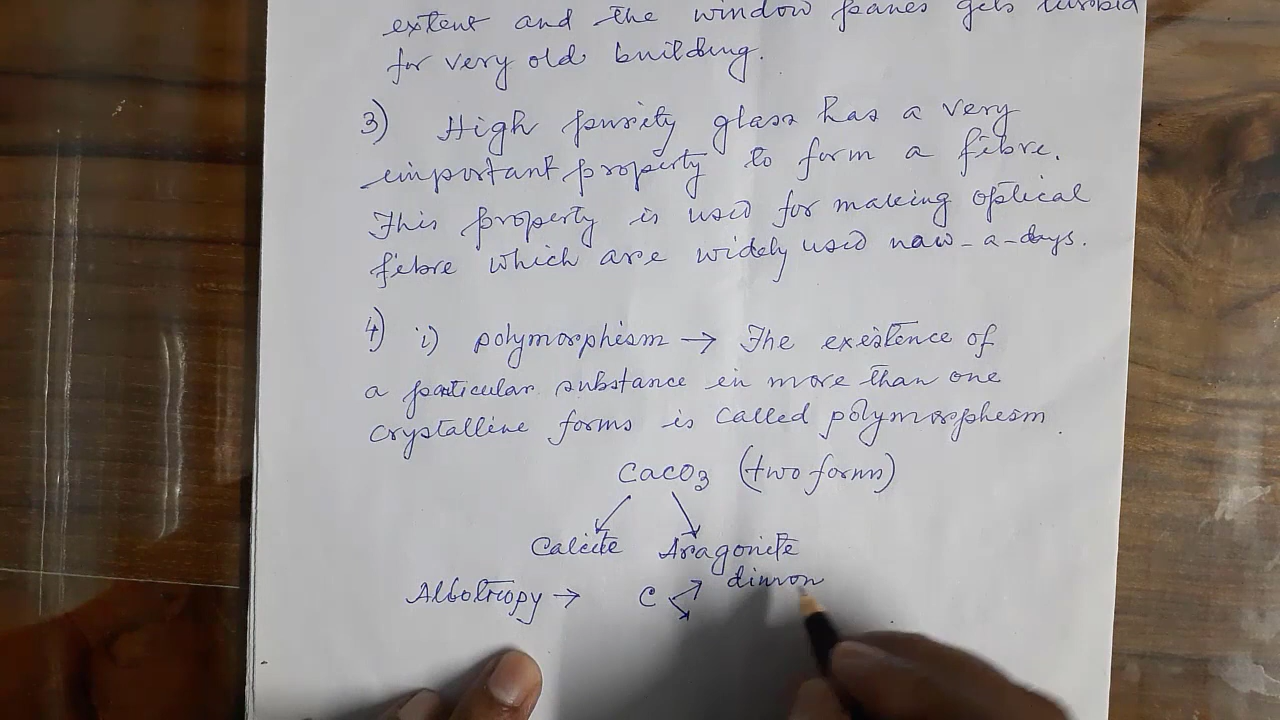 extent and the window panes gets turbid
for very old building.
3) High purity glass has a very
important property to form a fibre.
This property is used for making optical
fibre which are widely used now-a-days.
4) i) polymorphism → The existence of
a particular substance in more than one
crystalline forms is called polymorphism.
CaCO3 (two forms)
Calcite Aragonite
Allotropy → C dimon